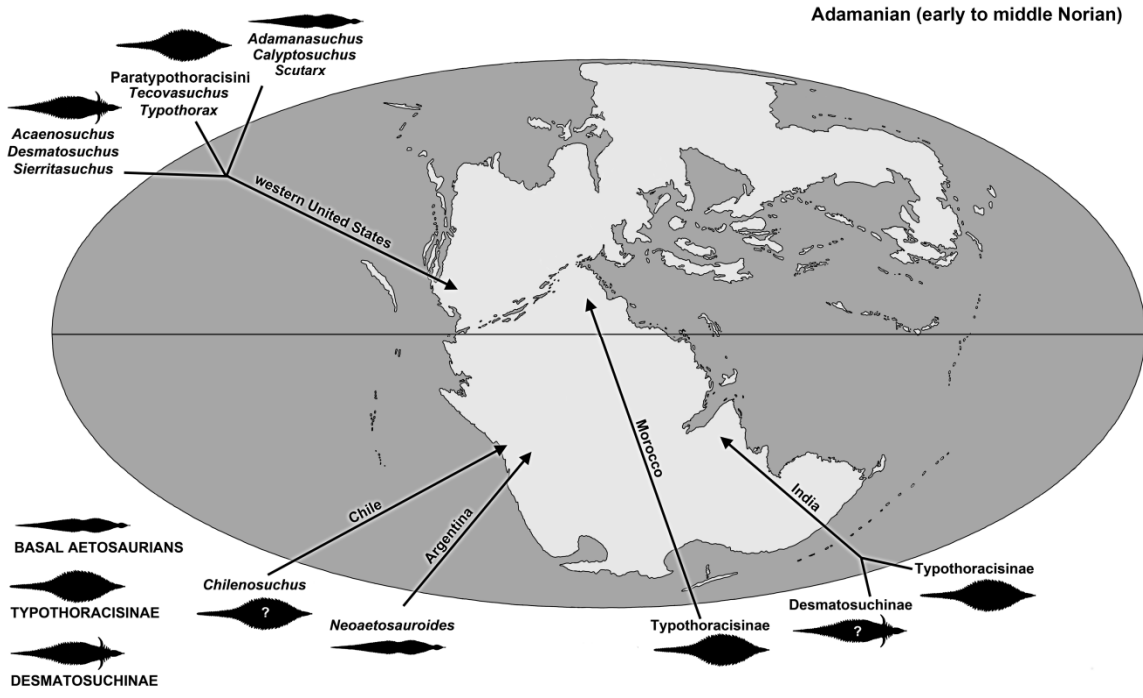 Adamanian (early to middle Norian)
Adamanasuchus
Calyptosuchus
Scutarx
Paratypothoracisini
Tecovasuchus
Typothorax
Acaenosuchus
Desmatosuchus
Sierritasuchus
western United States
Morocco
India
Chile
Argentina
BASAL AETOSAURIANS
TYPOTHORACISINAE
DESMATOSUCHINAE
Chilenosuchus
?
Neoaetosauroides
Typothoracisinae
Desmatosuchinae
?
Typothoracisinae